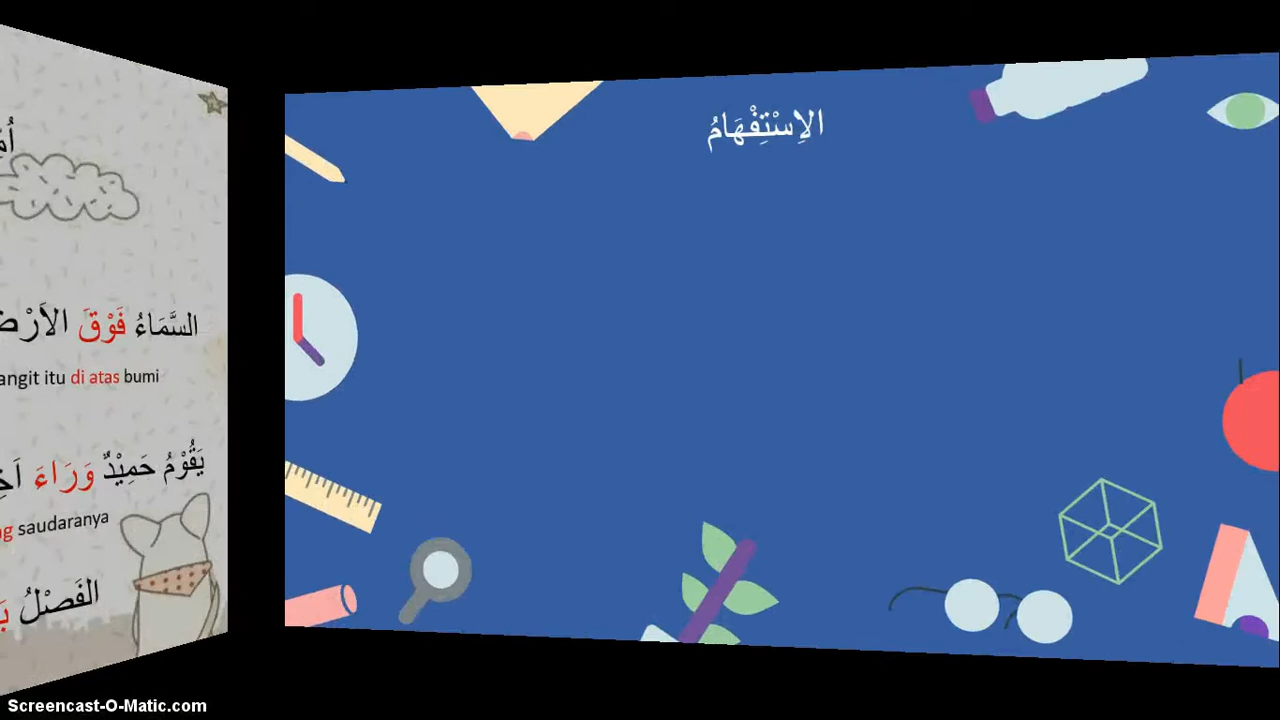 الاِسْتِفْهَامُ
السَّمَاءُ فَوْقَ
angit itu di atas bumi
يَقُوْمُ حَمِيْدٌ وَرَاءَ
saudaranya
الفَصْلُ
Screencast-O-Matic.com